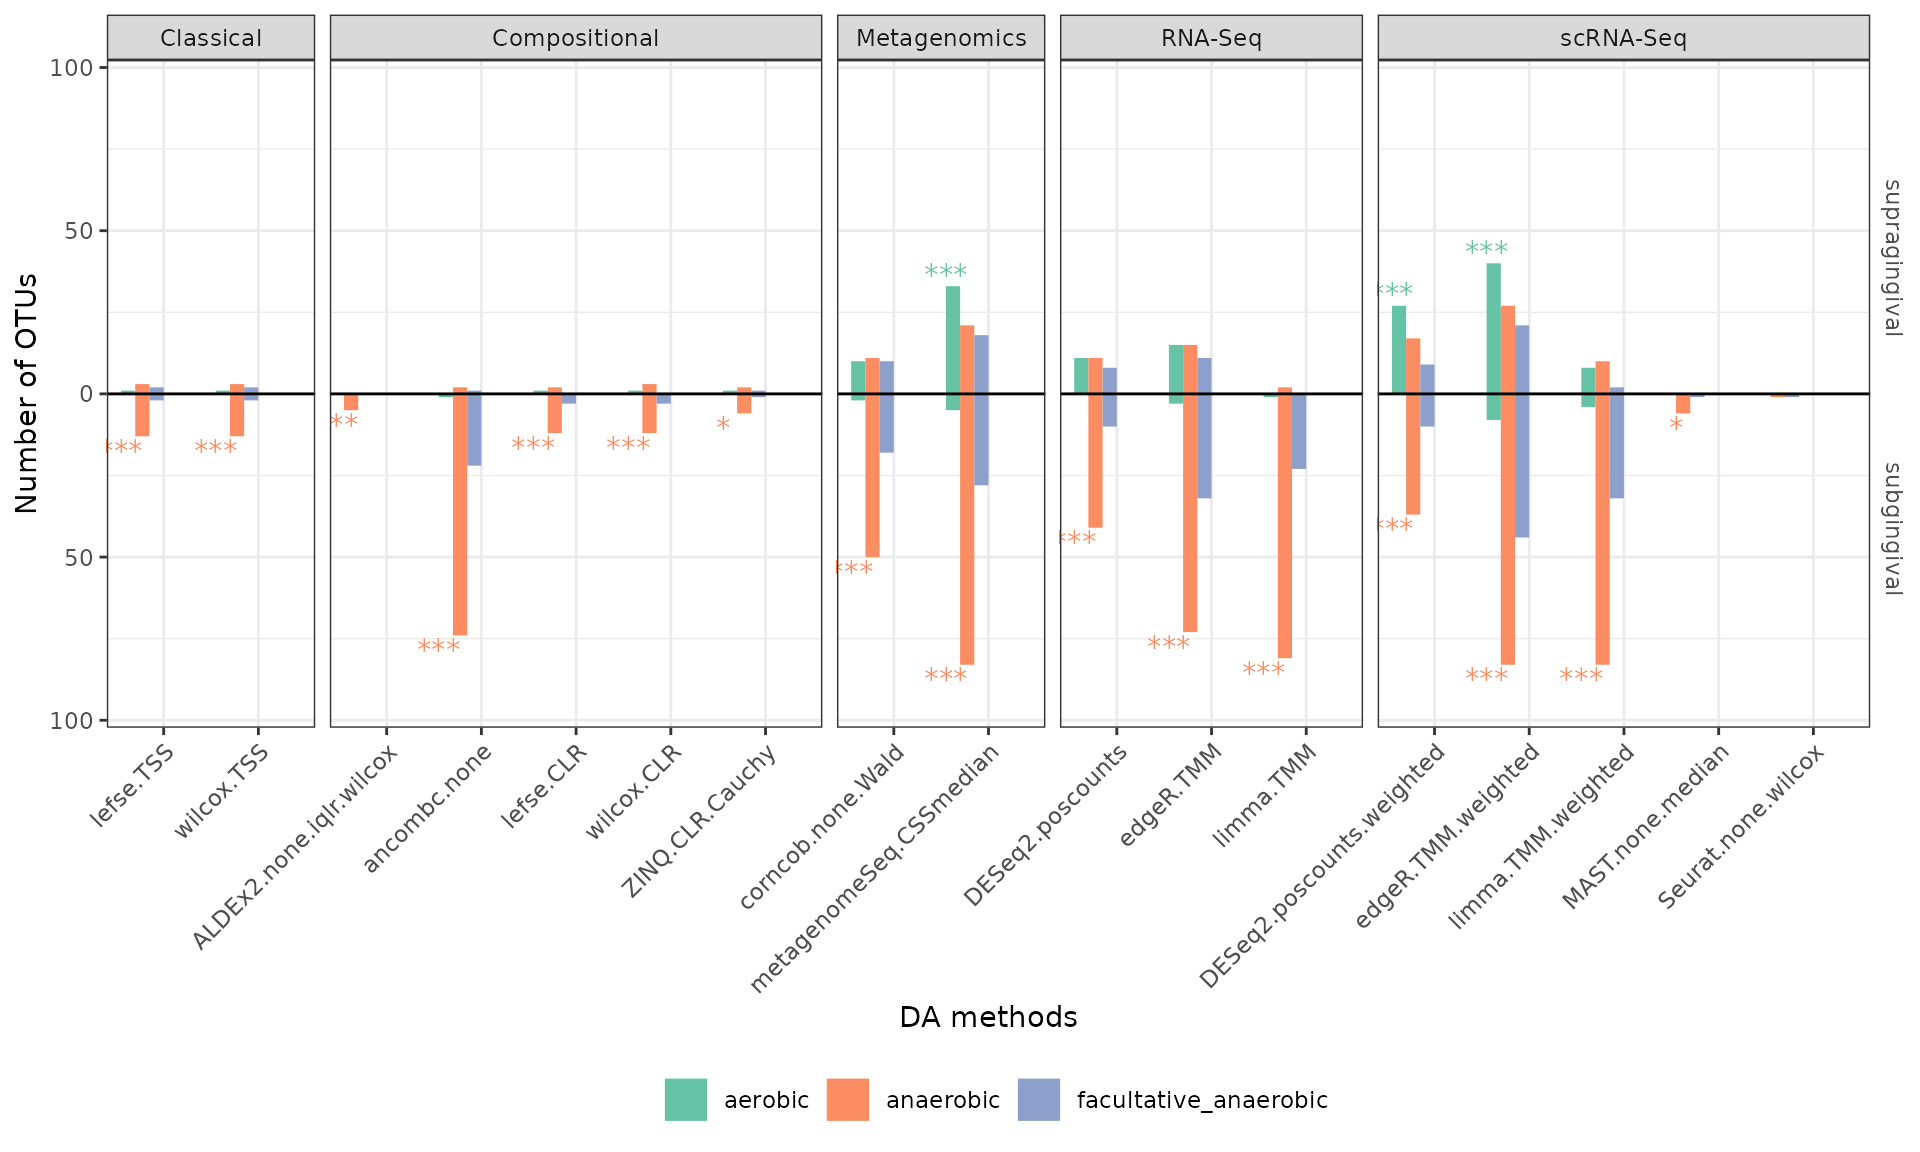 Classical
Compositional
Metagenomics
RNA-Seq
scRNA-Seq
Number of OTUs
100
50
0
50
100
supragingival
subgingival
***
***
***
***
***
**
***
***
***
*
***
***
***
***
***
***
***
***
*
lefse.TSS
wilcox.TSS
ALDEx2.none.iqlr.wilcox
ancombc.none
lefse.CLR
wilcox.CLR
ZINQ.CLR.Cauchy
corncob.none.Wald
metagenomeSeq.CSSmedian
DESeq2.poscounts
edgeR.TMM
limma.TMM
DESeq2.poscounts.weighted
edgeR.TMM.weighted
limma.TMM.weighted
MAST.none.median
Seurat.none.wilcox
DA methods
aerobic
anaerobic
facultative_anaerobic